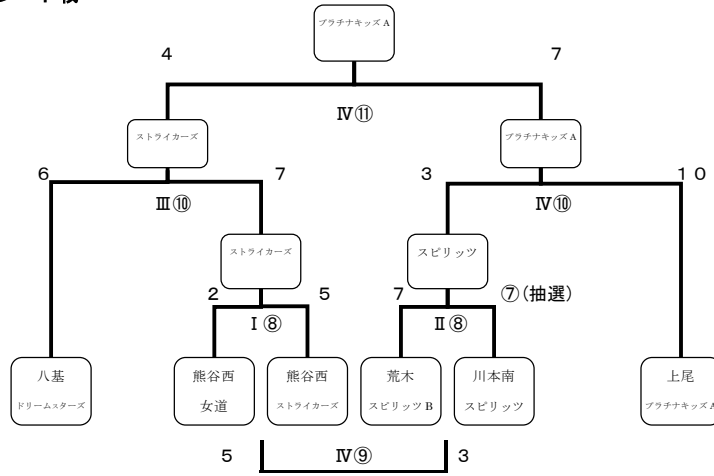 プラチナキッズA
4 7
Ⅳ⑪
ストライカーズ プラチナキッズA
6 7 3 10
Ⅲ⑩ Ⅳ⑩
ストライカーズ スピリッツ
2 5 7 ⑦(抽選)
Ⅰ⑧ Ⅱ⑧
八基 熊谷西 熊谷西 荒木 川本南 上尾
ドリームスターズ 女道 ストライカーズ スピリッツB スピリッツ プラチナキッズA
5 Ⅳ⑨ 3